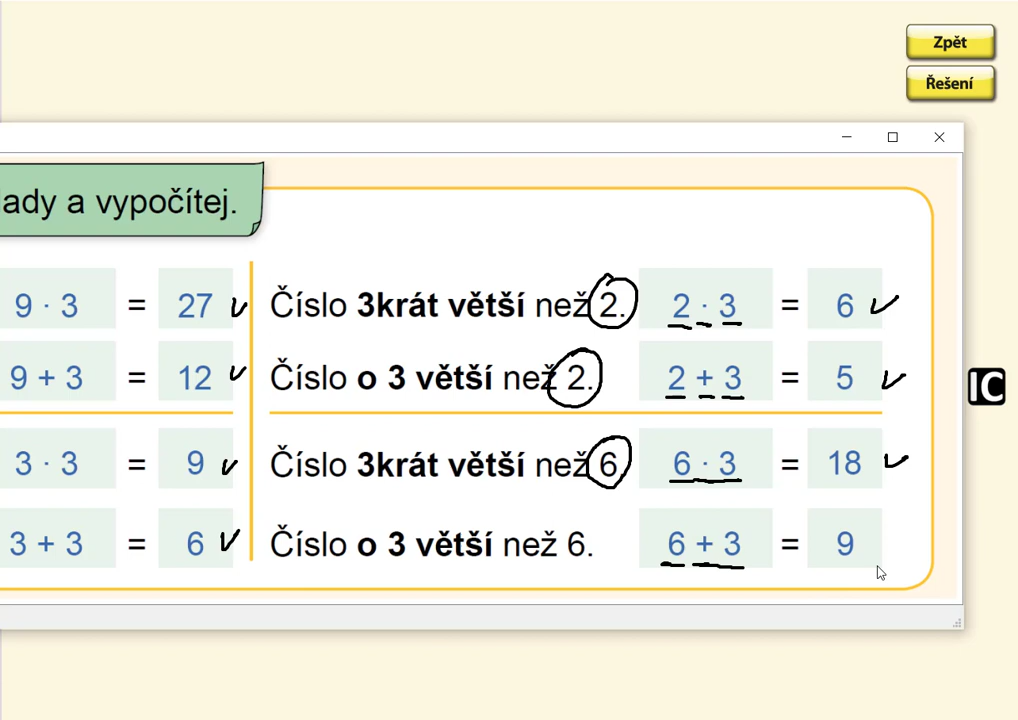 Zpět
Řešení
lady a vypočítej.
9 · 3 = 27 Číslo 3krát větší než 2. 2 · 3 = 6
9 + 3 = 12 Číslo o 3 větší než 2. 2 + 3 = 5
IC
3 · 3 = 9 Číslo 3krát větší než 6. 6 · 3 = 18
3 + 3 = 6 Číslo o 3 větší než 6. 6 + 3 = 9